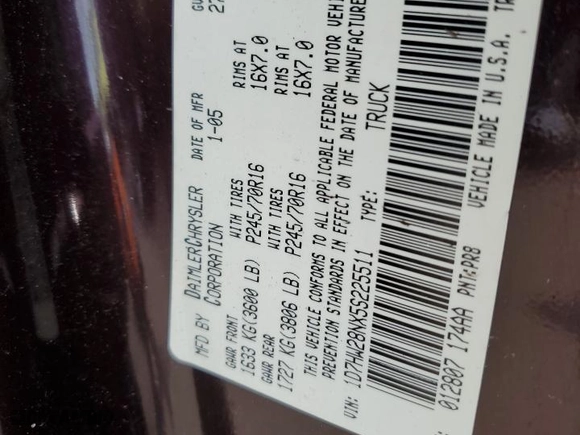 MFD BY DAIMLERCHRYSLER CORPORATION
DATE OF MFR 1-05
GAWR FRONT WITH TIRES RIMS AT
1633 KG(3600 LB) P245/70R16 16X7.0
GAWR REAR WITH TIRES RIMS AT
1727 KG(3806 LB) P245/70R16 16X7.0
THIS VEHICLE CONFORMS TO ALL APPLICABLE FEDERAL MOTOR
PREVENTION STANDARDS IN EFFECT ON THE DATE OF MANUFACTURE
VIN: 1D7HW28NX5S225511 TYPE: TRUCK
012807 174AA PNT: PR8 VEHICLE MADE IN U.S.A.